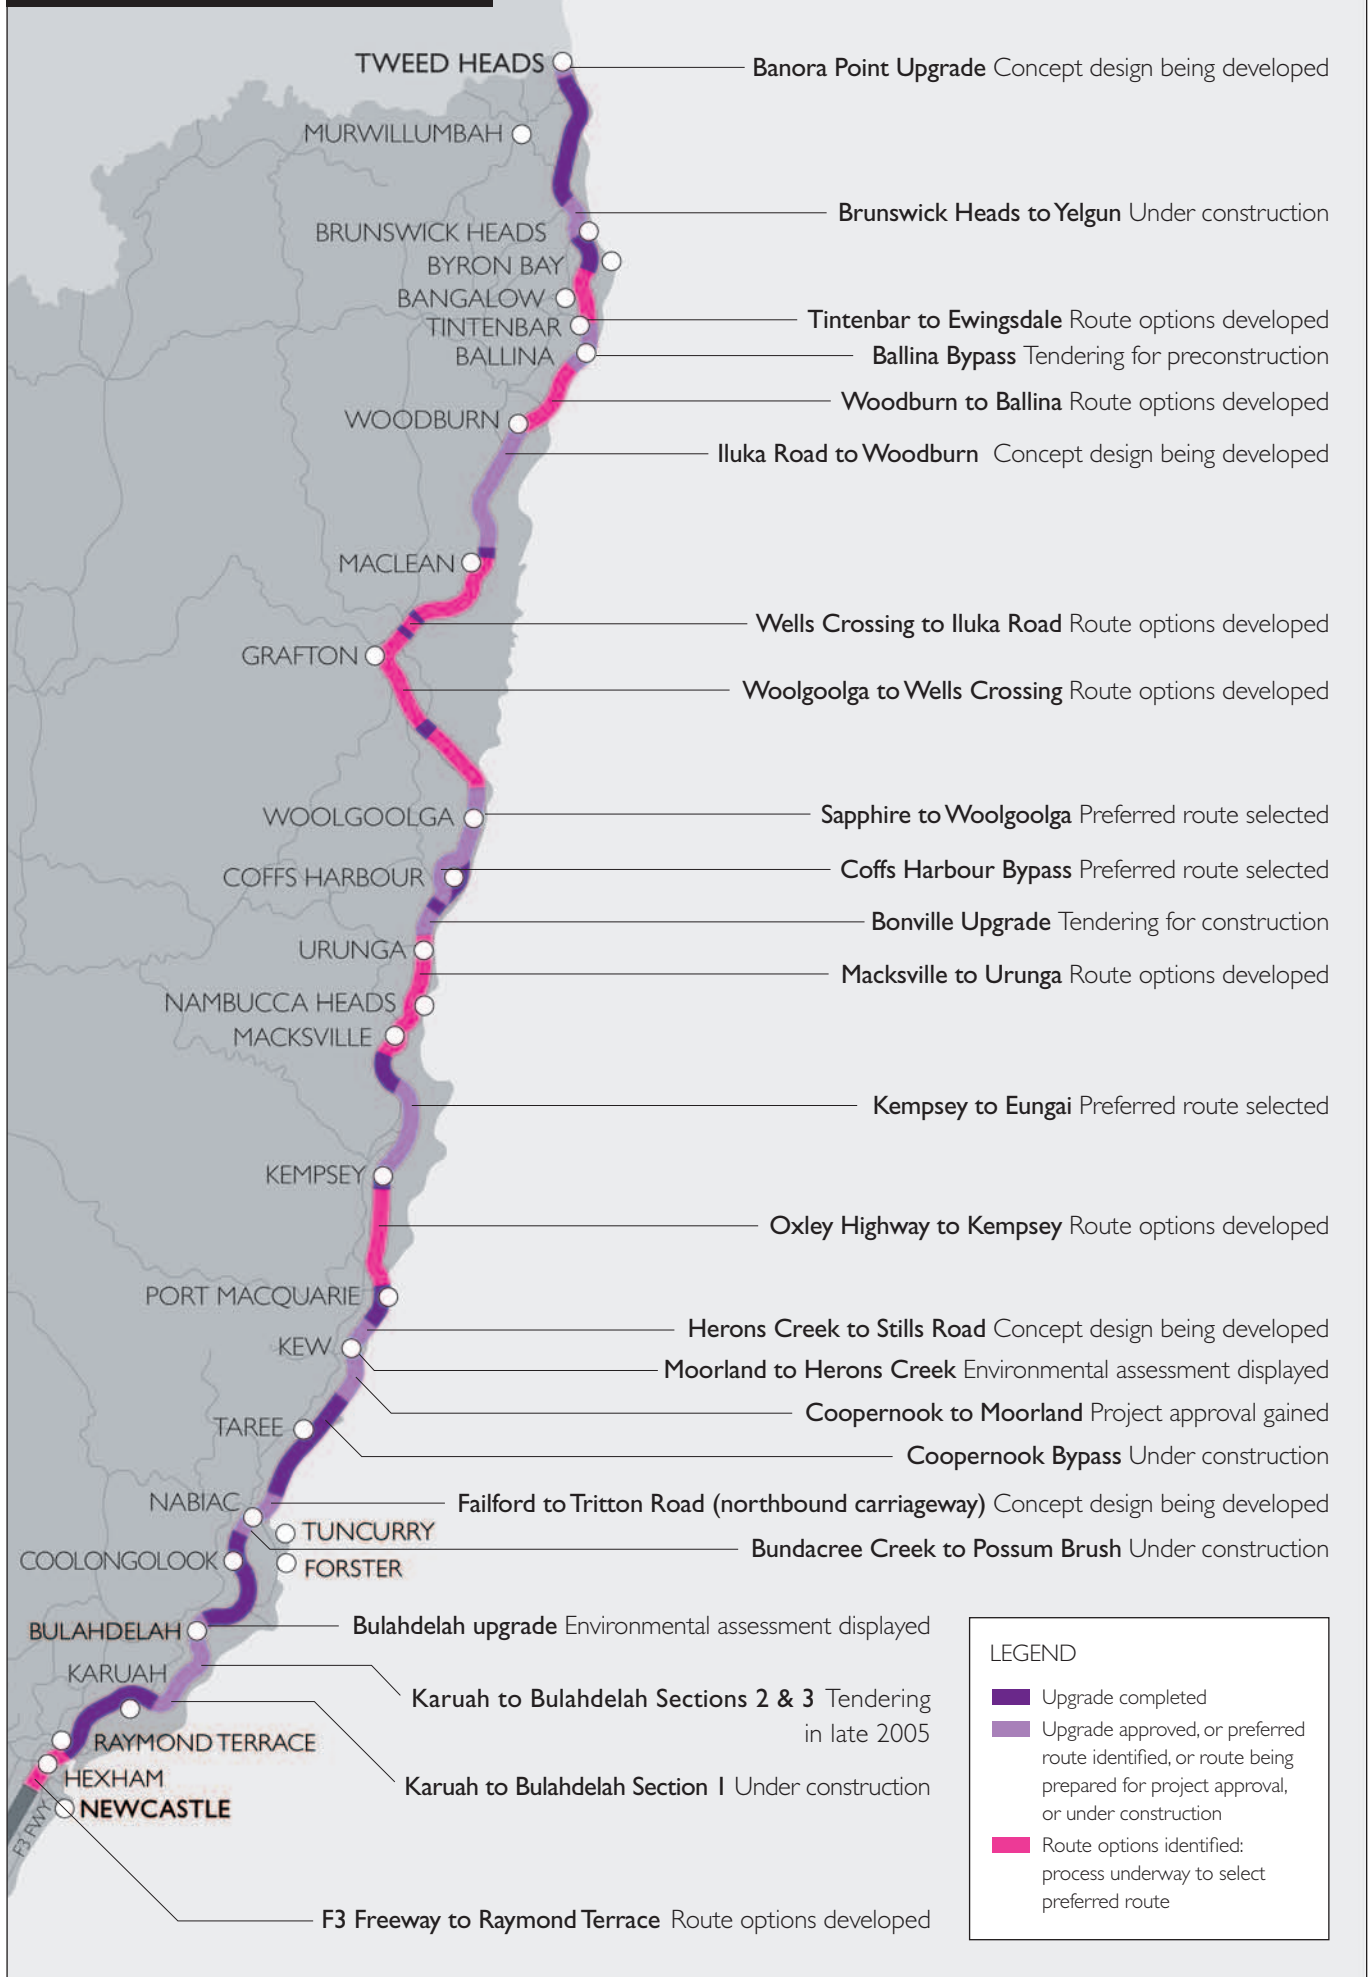 TWEED HEADS
Banora Point Upgrade Concept design being developed
MURWILLUMBAH
Brunswick Heads to Yelgun Under construction
BRUNSWICK HEADS
BYRON BAY
BANGALOW
Tintenbar to Ewingsdale Route options developed
TINTENBAR
BALLINA
Ballina Bypass Tendering for preconstruction
Woodburn to Ballina Route options developed
WOODBURN
Iluka Road to Woodburn Concept design being developed
MACLEAN
Wells Crossing to Iluka Road Route options developed
GRAFTON
Woolgoolga to Wells Crossing Route options developed
WOOLGOOLGA
Sapphire to Woolgoolga Preferred route selected
COFFS HARBOUR
Coffs Harbour Bypass Preferred route selected
Bonville Upgrade Tendering for construction
URUNGA
Macksville to Urunga Route options developed
NAMBUCCA HEADS
MACKSVILLE
Kempsey to Eungai Preferred route selected
KEMPSEY
Oxley Highway to Kempsey Route options developed
PORT MACQUARIE
Herons Creek to Stills Road Concept design being developed
KEW
Moorland to Herons Creek Environmental assessment displayed
Coopernook to Moorland Project approval gained
TAREE
Coopernook Bypass Under construction
NABIAC
Failford to Tritton Road (northbound carriageway) Concept design being developed
TUNCURRY
Bundacree Creek to Possum Brush Under construction
COOLONGOLOOK
FORSTER
BULAHDELAH
Bulahdelah upgrade Environmental assessment displayed
KARUAH
Karuah to Bulahdelah Sections 2 & 3 Tendering
in late 2005
RAYMOND TERRACE
HEXHAM
Karuah to Bulahdelah Section 1 Under construction
NEWCASTLE
F3 FWY
F3 Freeway to Raymond Terrace Route options developed
LEGEND
Upgrade completed
Upgrade approved, or preferred
route identified, or route being
prepared for project approval,
or under construction
Route options identified:
process underway to select
preferred route